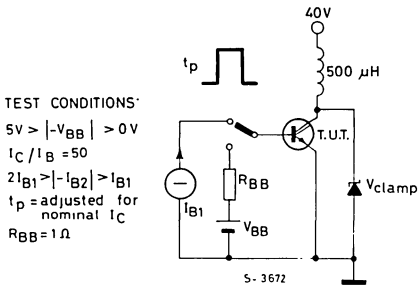 40V
tp
500 μH
TEST CONDITIONS:
5V > |-VBB| > 0V
IC/IB = 50
2IB1>|-IB2|>IB1
tp = adjusted for
nominal IC
RBB = 1 Ω
T.U.T.
IB1
RBB
VBB
Vclamp
S-3672